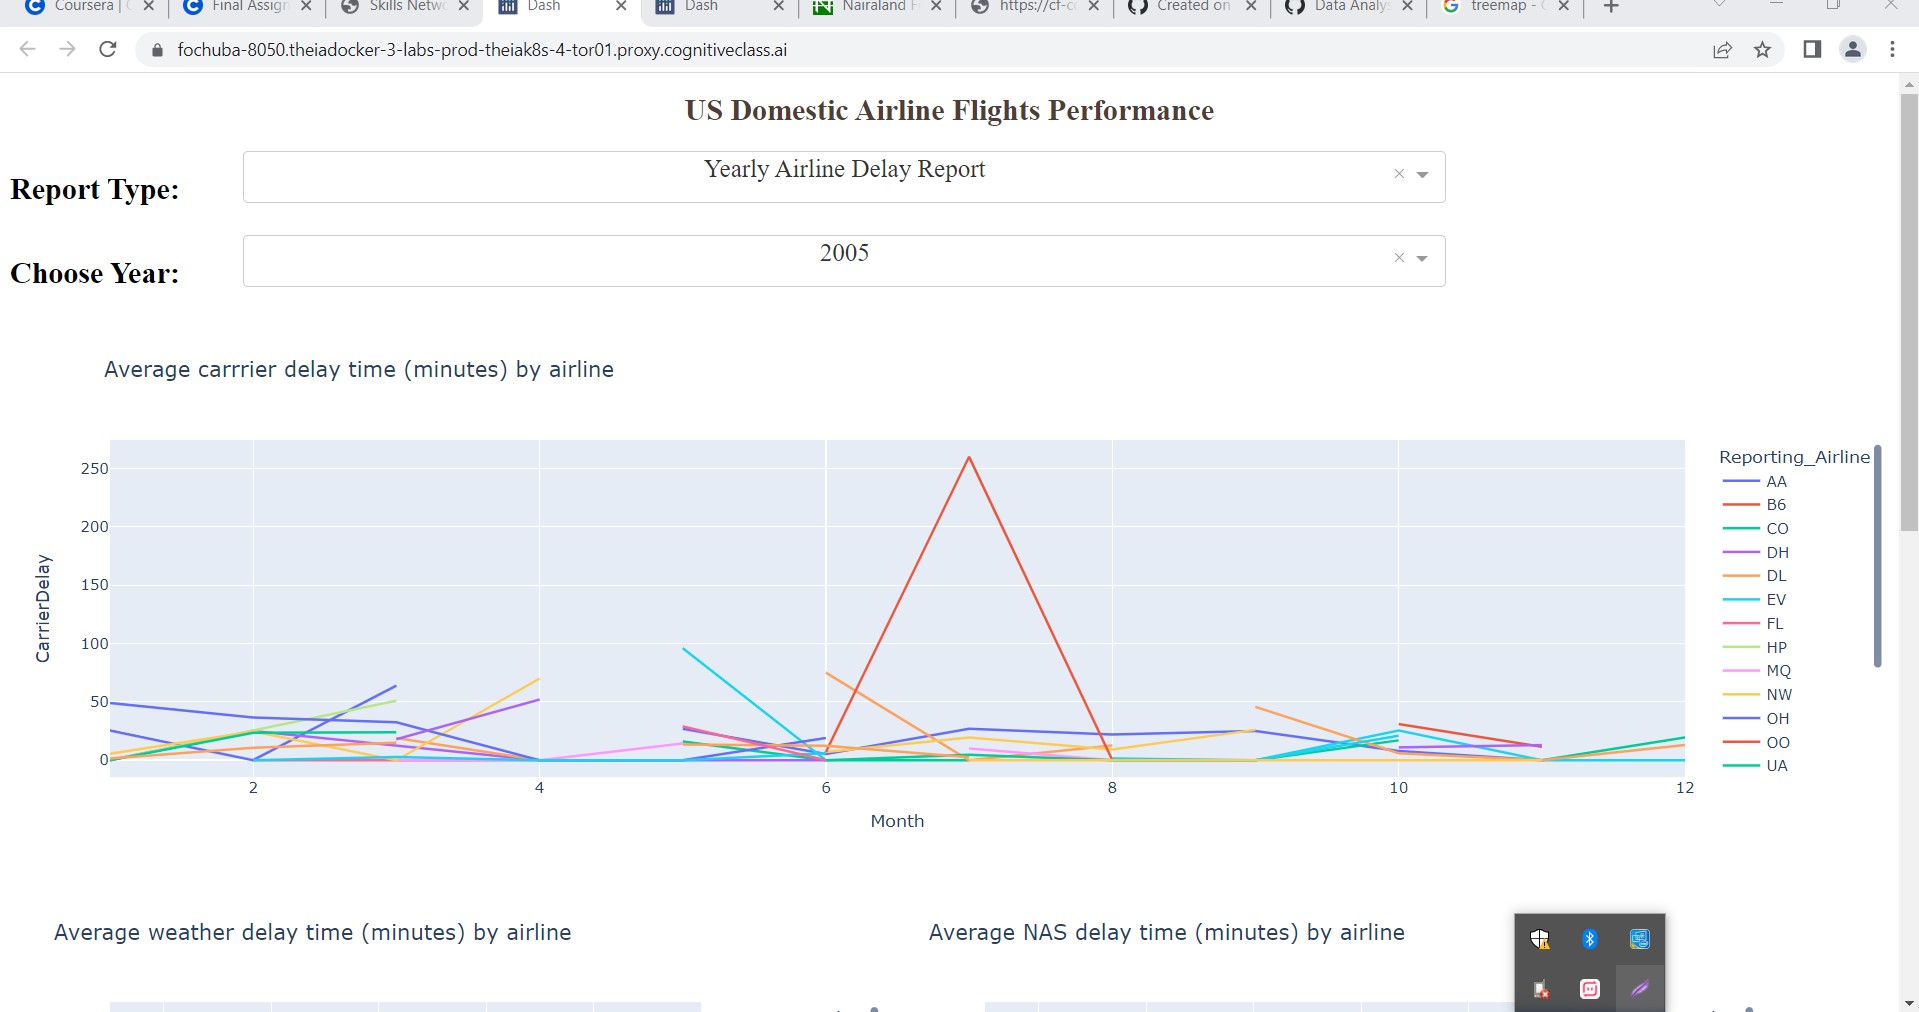 Coursera | C
Final Assign
Skills Netw
Dash
Dash
Nairaland F
https://cf-c
Created on
Data Analys
treemap - G
fochuba-8050.theiadocker-3-labs-prod-theiak8s-4-tor01.proxy.cognitiveclass.ai
US Domestic Airline Flights Performance
Report Type:
Yearly Airline Delay Report
Choose Year:
2005
Average carrrier delay time (minutes) by airline
CarrierDelay
250
200
150
100
50
0
2
4
6
8
10
12
Month
Reporting_Airline
AA
B6
CO
DH
DL
EV
FL
HP
MQ
NW
OH
OO
UA
Average weather delay time (minutes) by airline
Average NAS delay time (minutes) by airline